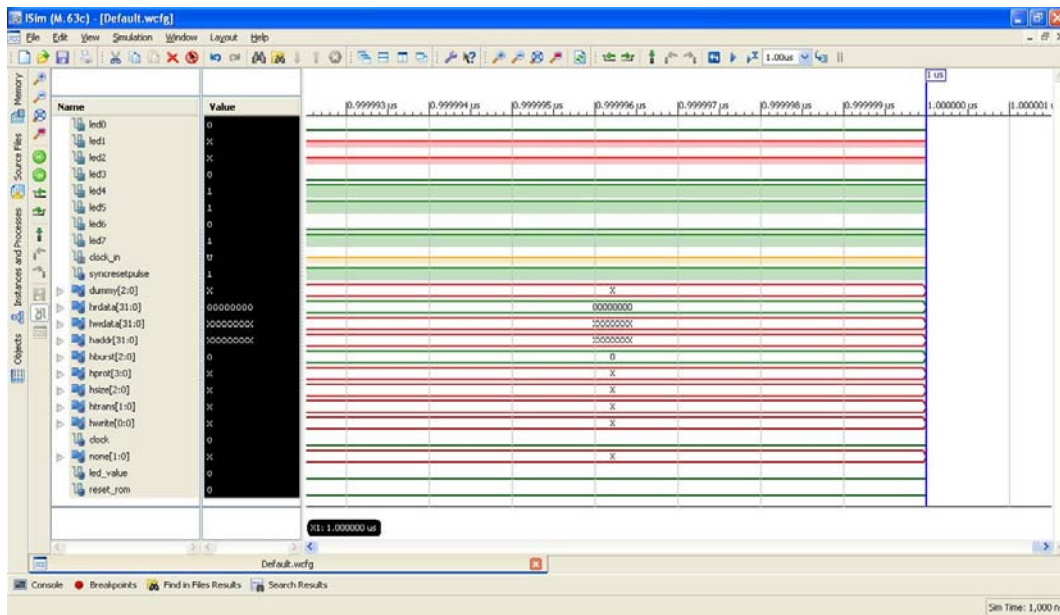 ISim (M.63c) - [Default.wcfg]
File Edit View Simulation Window Layout Help
1.00us
1 us
Name Value 0.999993 us 0.999994 us 0.999995 us 0.999996 us 0.999997 us 0.999998 us 0.999999 us 1.000000 us 1.000001
led0 0
led1 X
led2 X
led3 0
led4 1
led5 1
led6 0
led7 1
clock_in U
syncresetpulse 1
dummy[2:0] X X
hrdata[31:0] 00000000 00000000
hwdata[31:0] XXXXXXXX XXXXXXXX
haddr[31:0] XXXXXXXX XXXXXXXX
hburst[2:0] 0 0
hprot[3:0] X X
hsize[2:0] X X
htrans[1:0] X X
hwrite[0:0] X X
clock 0
none[1:0] X X
led_value 0
reset_rom 0
X1: 1.000000 us
Memory
Source Files
Instances and Processes
Objects
Default.wcfg
Console Breakpoints Find in Files Results Search Results
Sim Time: 1,000